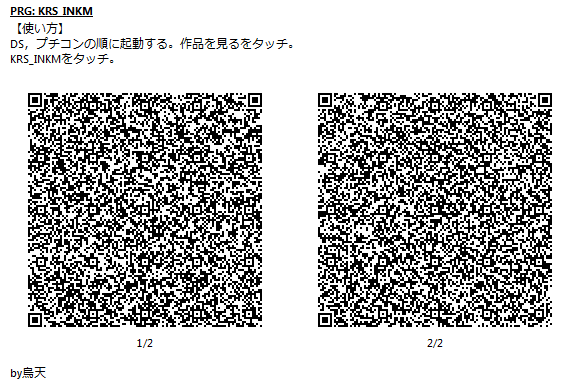 PRG: KRS_INKM
【使い方】
DS，プチコンの順に起動する。作品を見るをタッチ。
KRS_INKMをタッチ。
1/2
2/2
by烏天